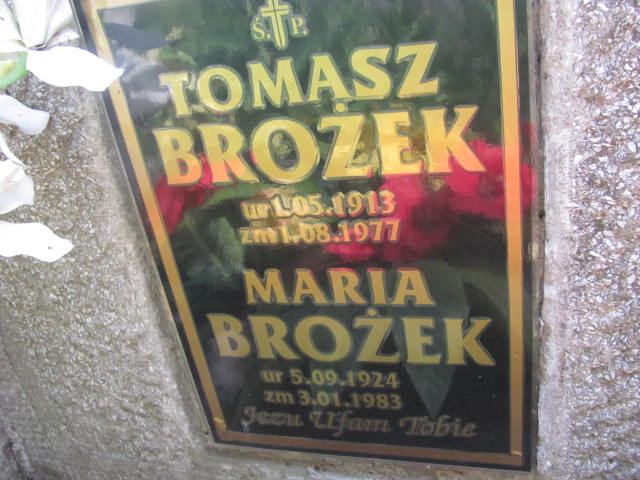 Ś. P.
TOMASZ
BROŻEK
ur 1.05.1913
zm 1.08.1977
MARIA
BROŻEK
ur 5.09.1924
zm 3.01.1983
Jezu Ufam Tobie